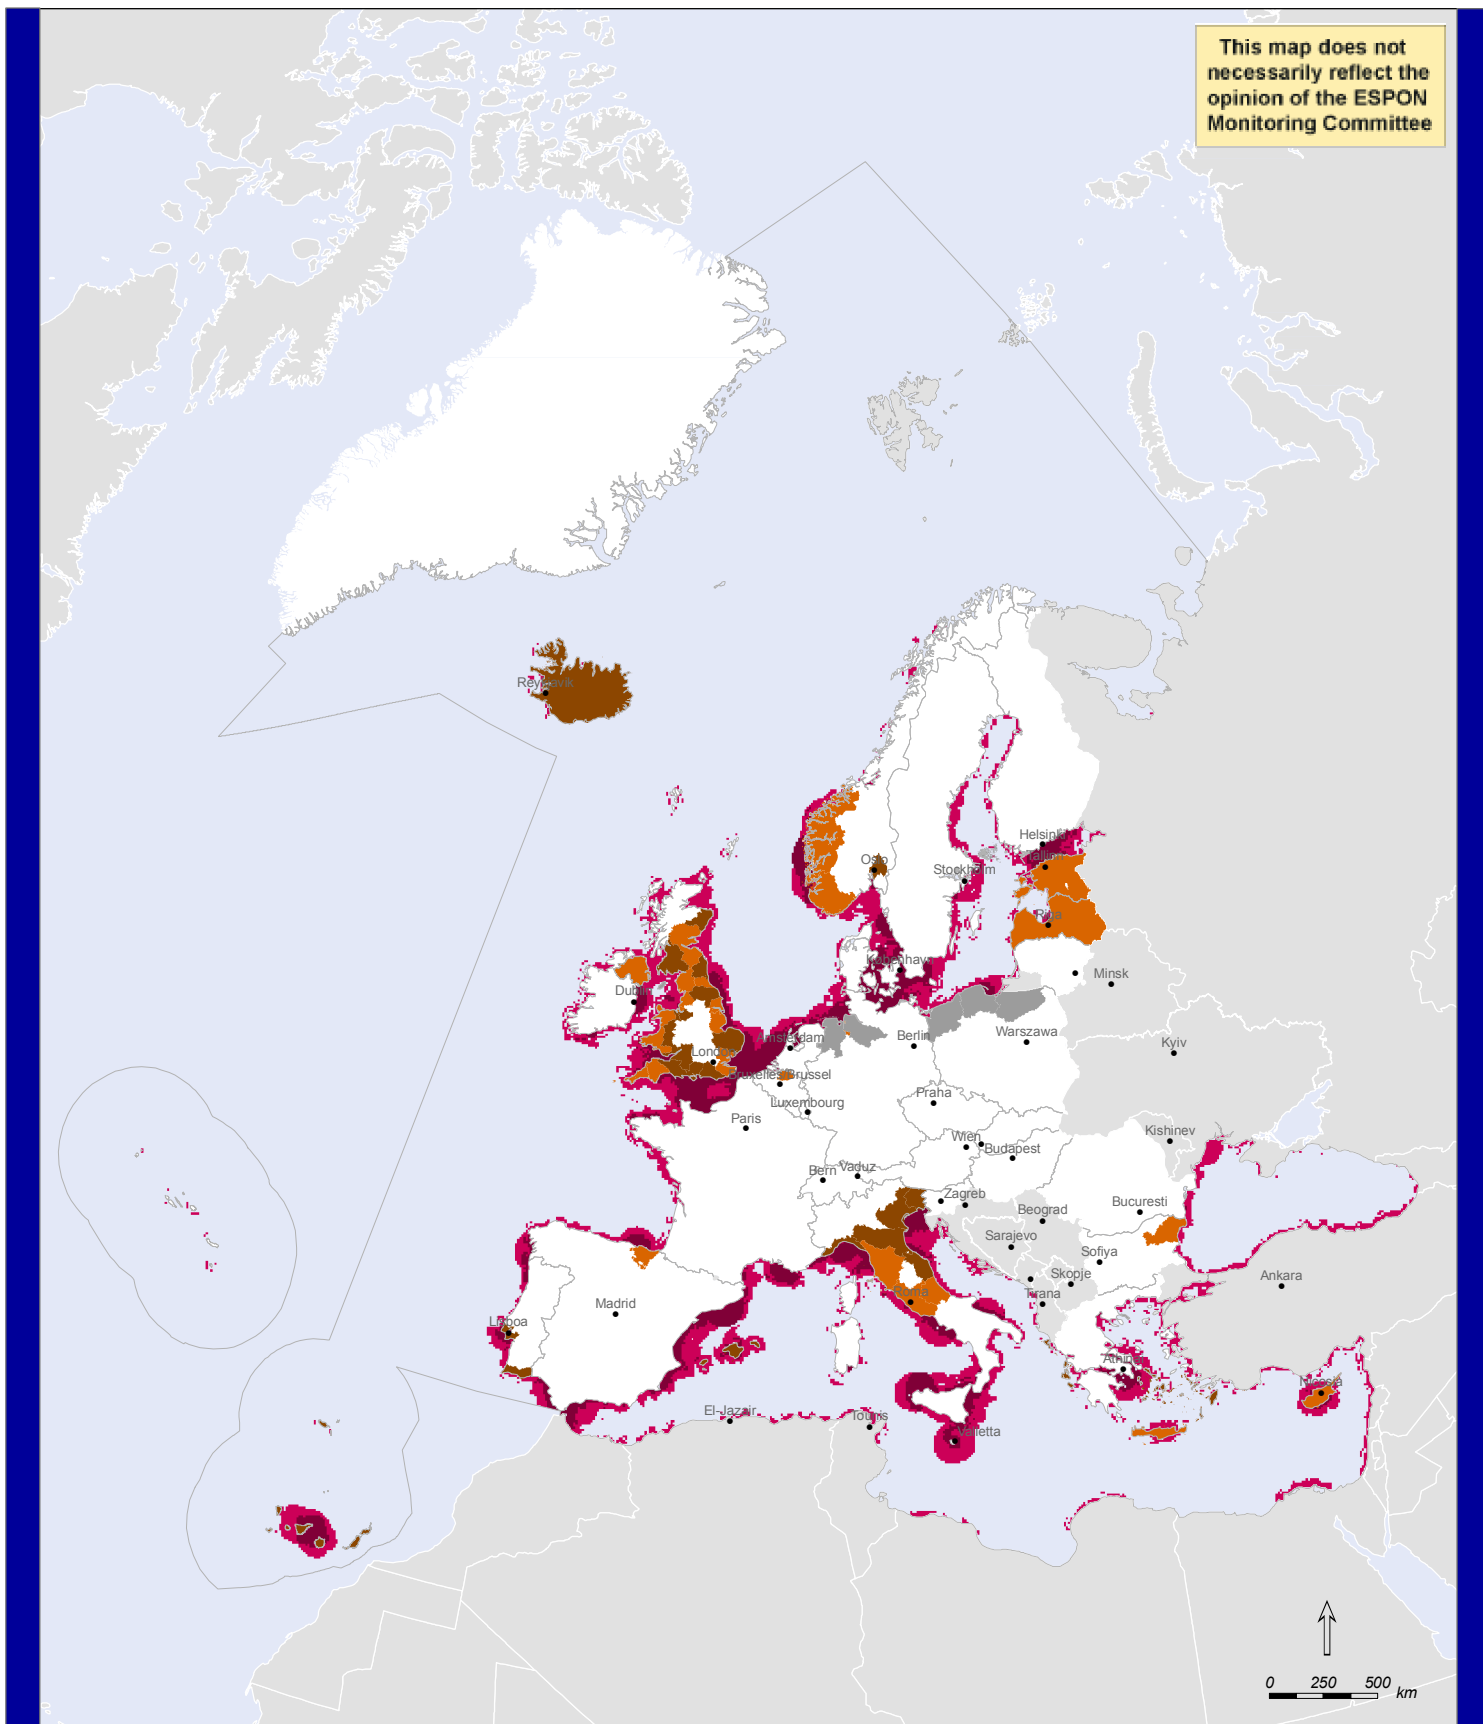 This map does not
necessarily reflect the
opinion of the ESPON
Monitoring Committee
Reykjavik
Helsinki
Tallinn
Oslo
Stockholm
Riga
København
Minsk
Dublin
Warszawa
Amsterdam
Berlin
London
Kyiv
Bruxelles/Brussel
Praha
Luxembourg
Paris
Kishinev
Wien
Budapest
Bern
Vaduz
Zagreb
Bucuresti
Beograd
Sarajevo
Sofiya
Skopje
Ankara
Roma
Tirana
Madrid
Lisboa
Athinai
Nicosia
El-Jazair
Tounis
Valletta
0 250 500
km